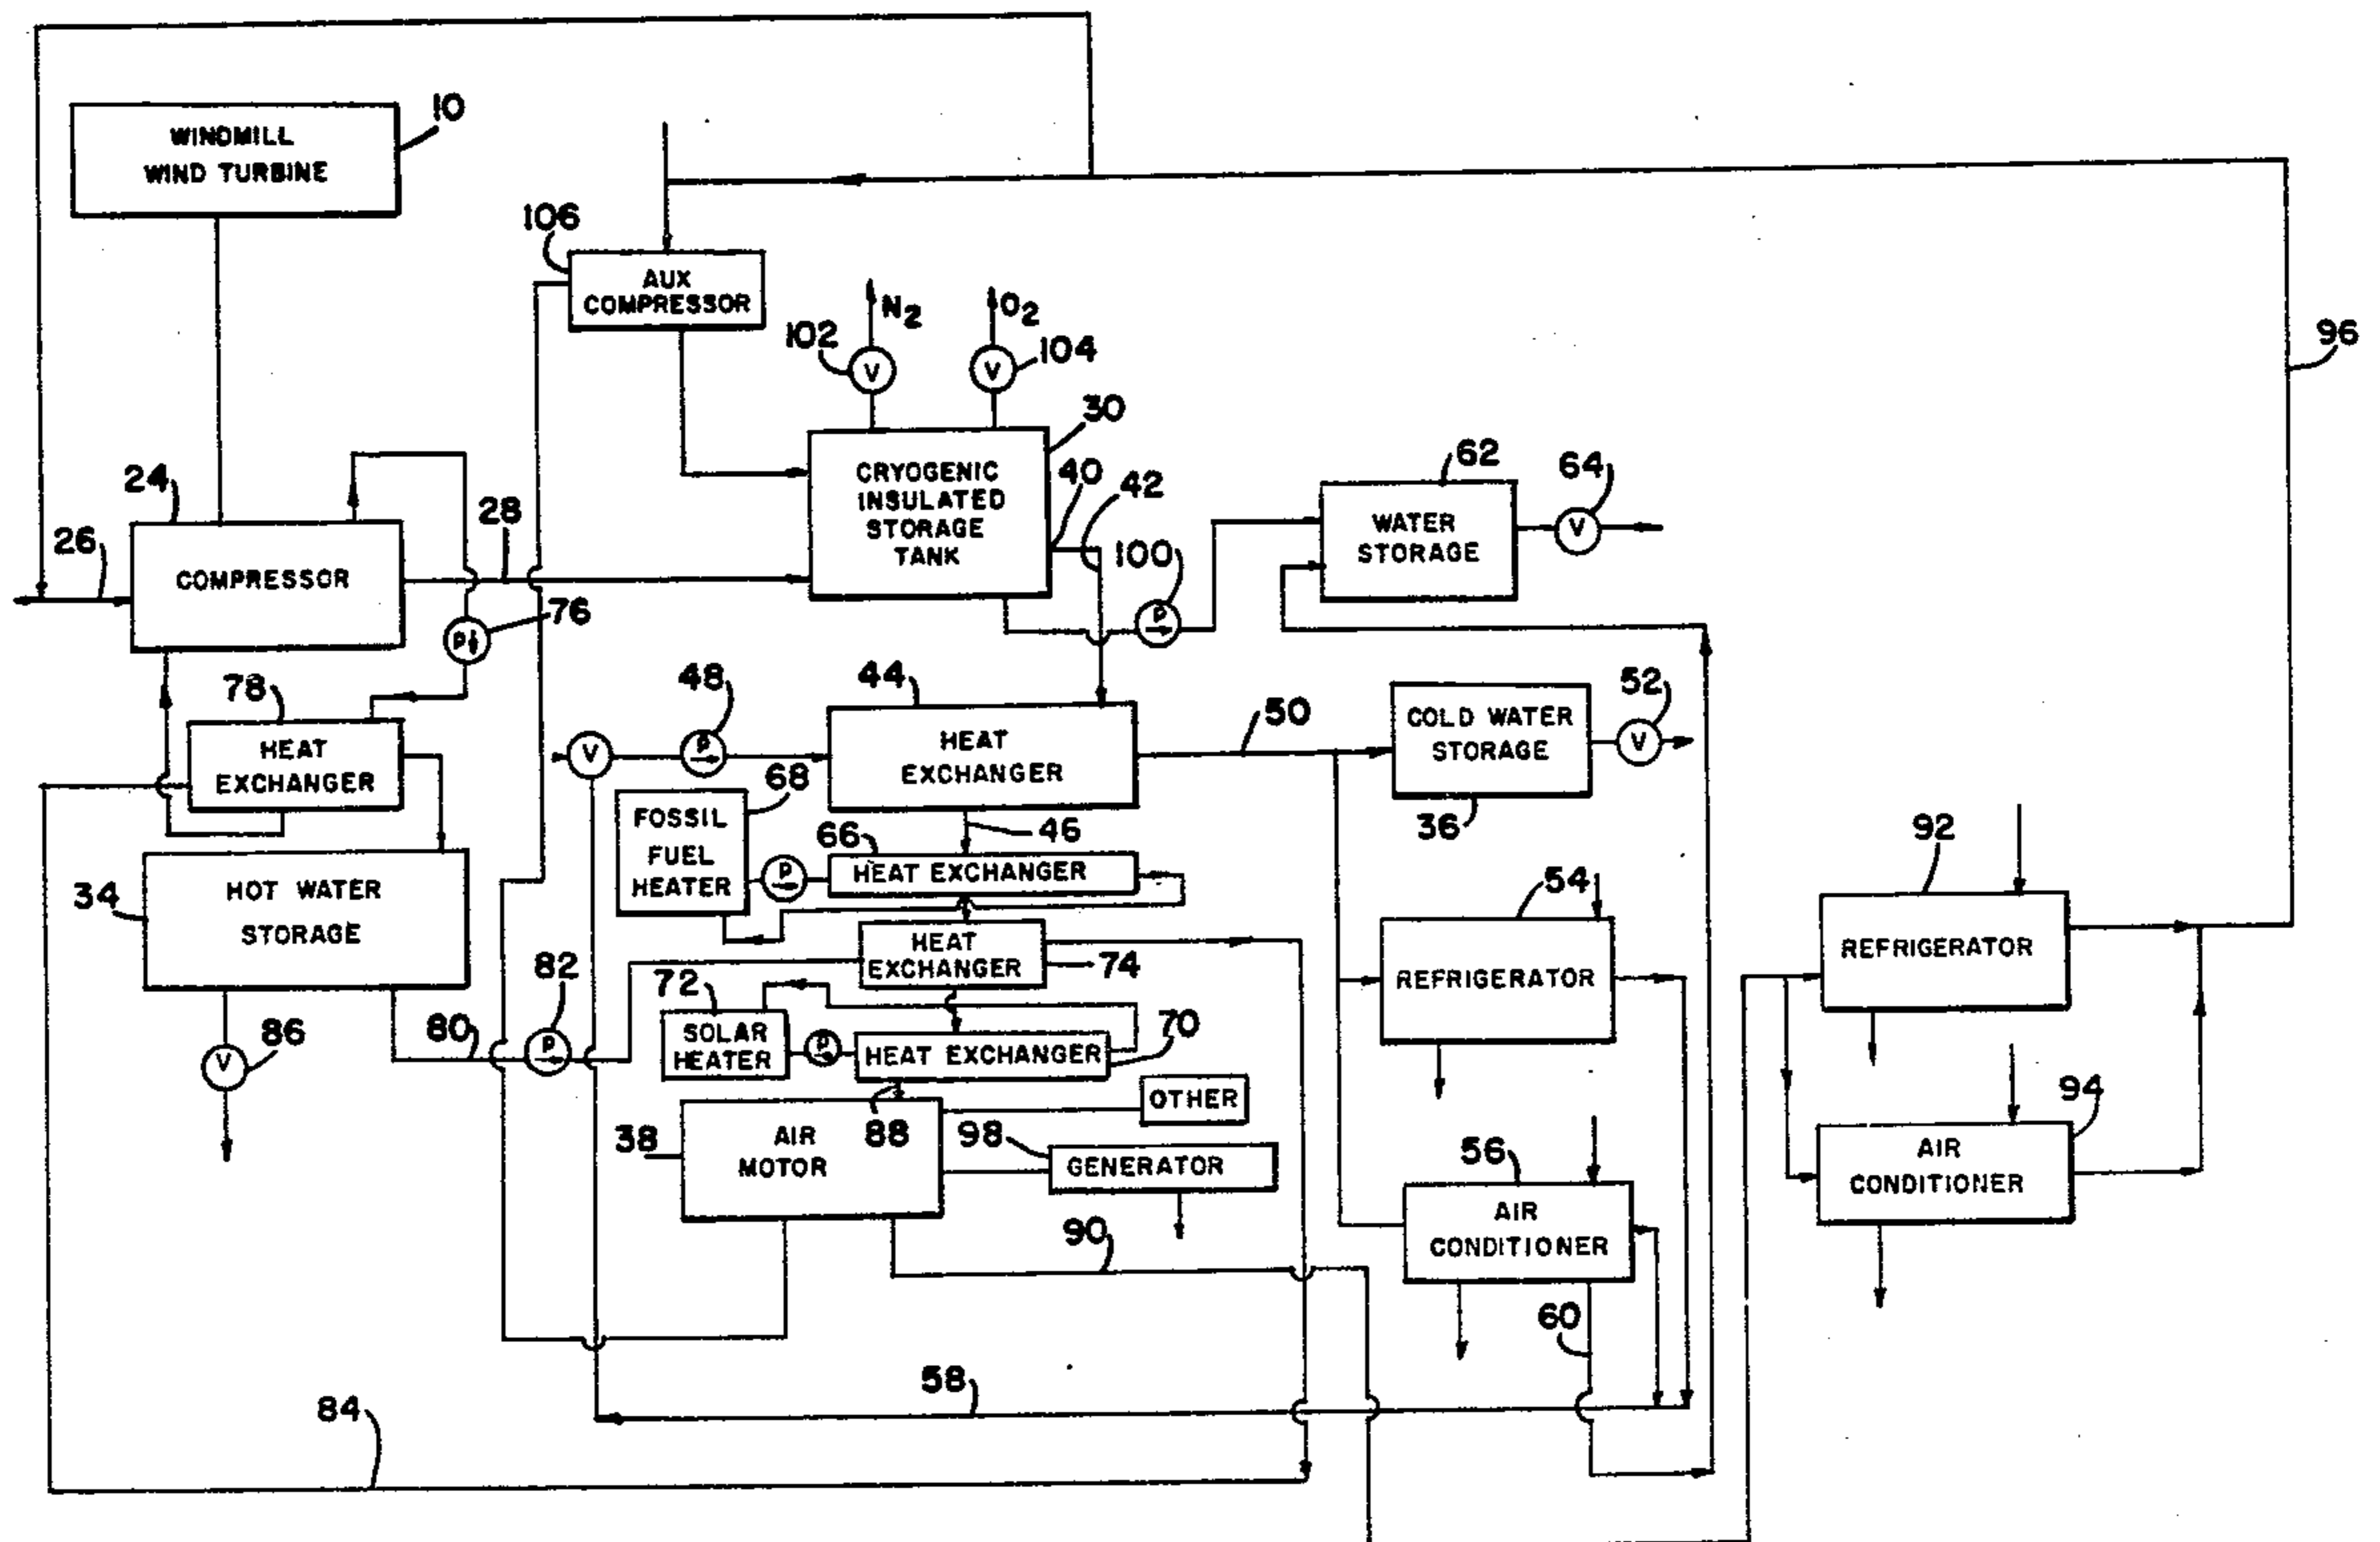 10
WINDMILL
WIND TURBINE
106
AUX
COMPRESSOR
N2
O2
102
V
V
104
96
30
CRYOGENIC
INSULATED
STORAGE
TANK
40
42
24
26
28
COMPRESSOR
76
P
100
P
62
64
WATER
STORAGE
V
78
HEAT
EXCHANGER
48
V
P
44
HEAT
EXCHANGER
50
COLD WATER
STORAGE
52
V
36
68
FOSSIL
FUEL
HEATER
46
66
P
HEAT EXCHANGER
34
HOT WATER
STORAGE
HEAT
EXCHANGER
74
54
REFRIGERATOR
92
REFRIGERATOR
V
86
80
82
P
72
SOLAR
HEATER
P
HEAT EXCHANGER
70
OTHER
38
AIR
MOTOR
88
98
GENERATOR
56
AIR
CONDITIONER
94
AIR
CONDITIONER
90
60
58
84